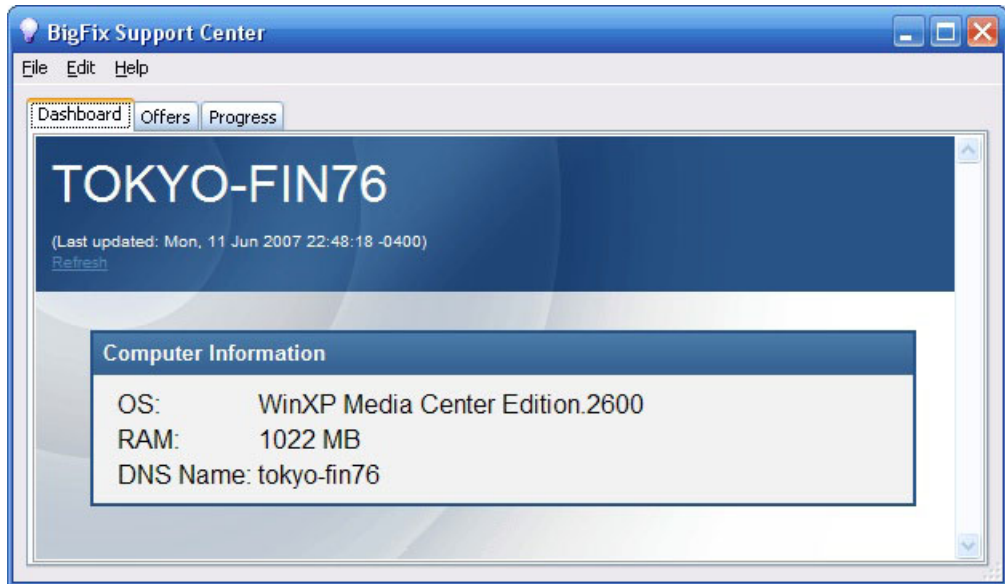 BigFix Support Center
File Edit Help
Dashboard Offers Progress
TOKYO-FIN76
(Last updated: Mon, 11 Jun 2007 22:48:18 -0400)
Refresh
Computer Information
OS: WinXP Media Center Edition.2600
RAM: 1022 MB
DNS Name: tokyo-fin76